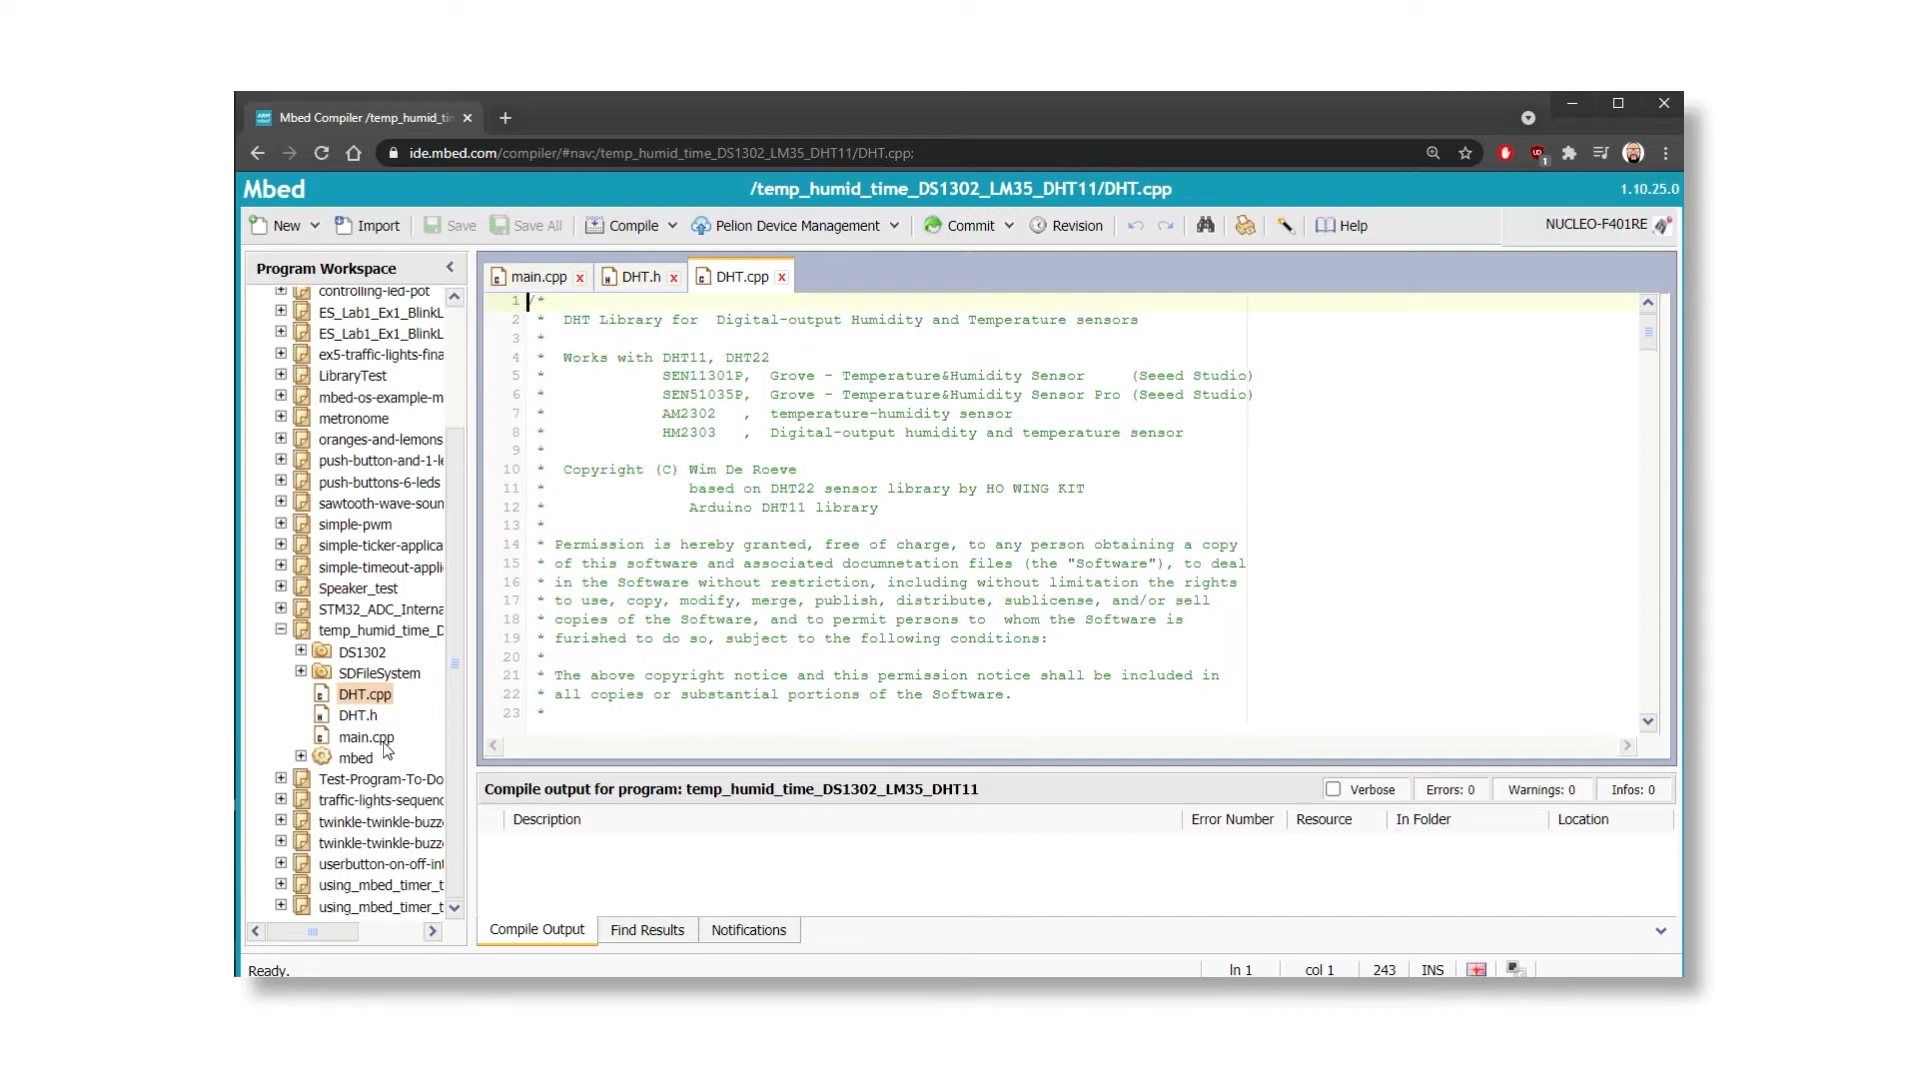 Mbed Compiler /temp_humid_ti
ide.mbed.com/compiler/#nav:/temp_humid_time_DS1302_LM35_DHT11/DHT.cpp;
Mbed
/temp_humid_time_DS1302_LM35_DHT11/DHT.cpp
1.10.25.0
New Import Save Save All Compile Pelion Device Management Commit Revision Help NUCLEO-F401RE
Program Workspace
controlling-led-pot
ES_Lab1_Ex1_BlinkL
ES_Lab1_Ex1_BlinkL
ex5-traffic-lights-fina
LibraryTest
mbed-os-example-m
metronome
oranges-and-lemons
push-button-and-1-le
push-buttons-6-leds
sawtooth-wave-soun
simple-pwm
simple-ticker-applica
simple-timeout-appli
Speaker_test
STM32_ADC_Interna
temp_humid_time_D
DS1302
SDFileSystem
DHT.cpp
DHT.h
main.cpp
mbed
Test-Program-To-Do
traffic-lights-sequenc
twinkle-twinkle-buzz
twinkle-twinkle-buzz
userbutton-on-off-int
using_mbed_timer_t
using_mbed_timer_t
main.cpp x DHT.h x DHT.cpp x
1 /*
2 * DHT Library for Digital-output Humidity and Temperature sensors
3 *
4 * Works with DHT11, DHT22
5 * SEN11301P, Grove - Temperature&Humidity Sensor (Seeed Studio)
6 * SEN51035P, Grove - Temperature&Humidity Sensor Pro (Seeed Studio)
7 * AM2302 , temperature-humidity sensor
8 * HM2303 , Digital-output humidity and temperature sensor
9 *
10 * Copyright (C) Wim De Roeve
11 * based on DHT22 sensor library by HO WING KIT
12 * Arduino DHT11 library
13 *
14 * Permission is hereby granted, free of charge, to any person obtaining a copy
15 * of this software and associated documnetation files (the "Software"), to deal
16 * in the Software without restriction, including without limitation the rights
17 * to use, copy, modify, merge, publish, distribute, sublicense, and/or sell
18 * copies of the Software, and to permit persons to whom the Software is
19 * furished to do so, subject to the following conditions:
20 *
21 * The above copyright notice and this permission notice shall be included in
22 * all copies or substantial portions of the Software.
23 *
Compile output for program: temp_humid_time_DS1302_LM35_DHT11
Verbose Errors: 0 Warnings: 0 Infos: 0
Description Error Number Resource In Folder Location
Compile Output Find Results Notifications
Ready. ln 1 col 1 243 INS